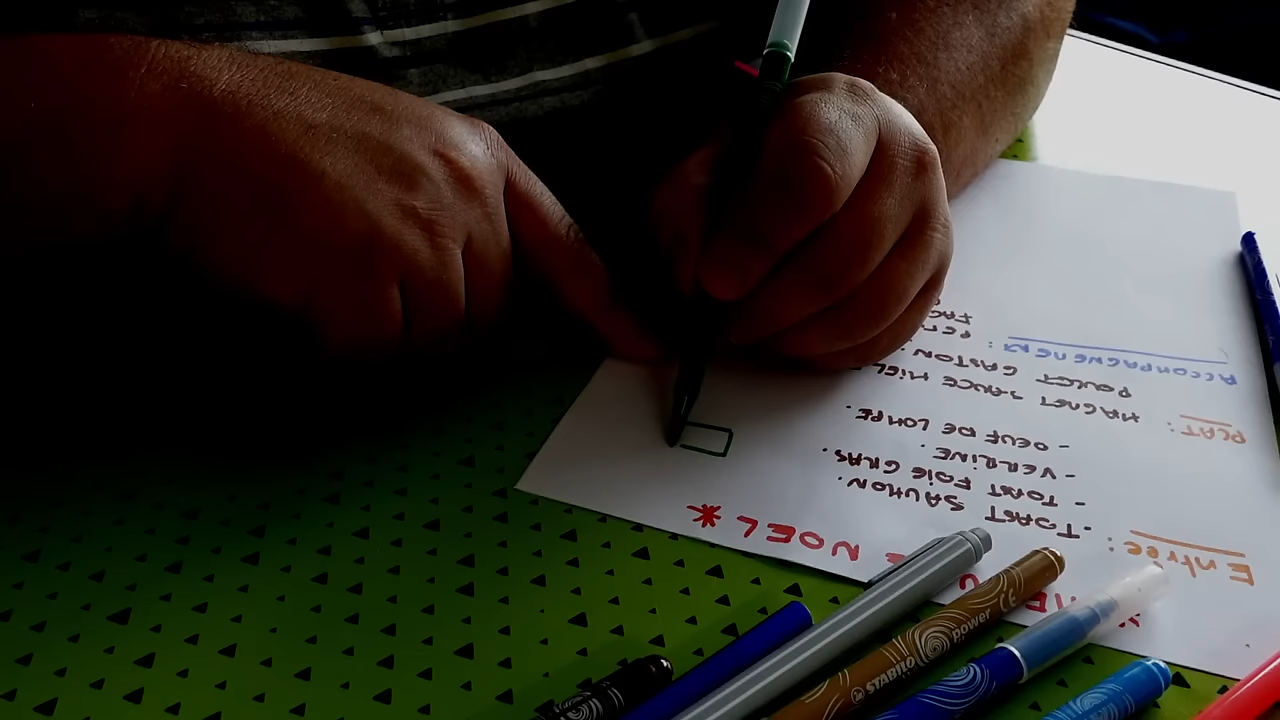 NOEL *
Entrée :
- TOAST SAUMON.
- TOAST FOIE GRAS.
- VERRINE.
- OEUF DE LOMPE.
PLAT :
MAGRET SAUCE MIEL
POULET GASTON.
ACCOMPAGNEMENT :
STABILO power CE